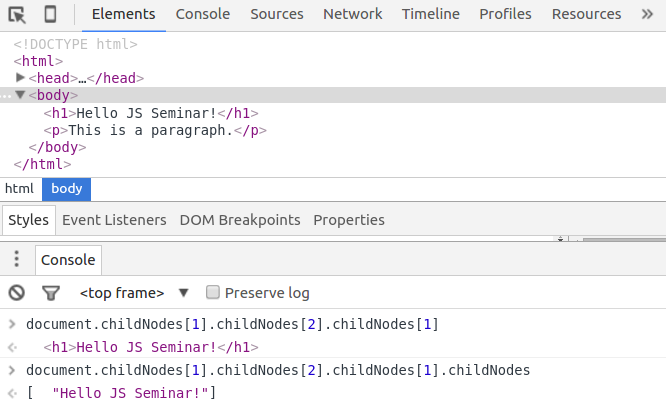 Elements Console Sources Network Timeline Profiles Resources »
<!DOCTYPE html>
<html>
▶<head>…</head>
…▼<body>
<h1>Hello JS Seminar!</h1>
<p>This is a paragraph.</p>
</body>
</html>
html body
Styles Event Listeners DOM Breakpoints Properties
Console
<top frame> ▼ Preserve log
> document.childNodes[1].childNodes[2].childNodes[1]
<h1>Hello JS Seminar!</h1>
> document.childNodes[1].childNodes[2].childNodes[1].childNodes
[ "Hello JS Seminar!"]